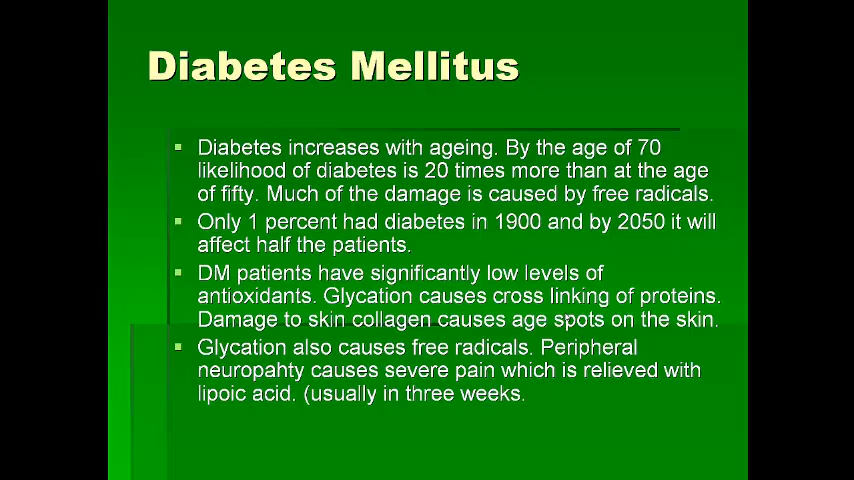 Diabetes Mellitus
Diabetes increases with ageing. By the age of 70
likelihood of diabetes is 20 times more than at the age
of fifty. Much of the damage is caused by free radicals.
Only 1 percent had diabetes in 1900 and by 2050 it will
affect half the patients.
DM patients have significantly low levels of
antioxidants. Glycation causes cross linking of proteins.
Damage to skin collagen causes age spots on the skin.
Glycation also causes free radicals. Peripheral
neuropahty causes severe pain which is relieved with
lipoic acid. (usually in three weeks.